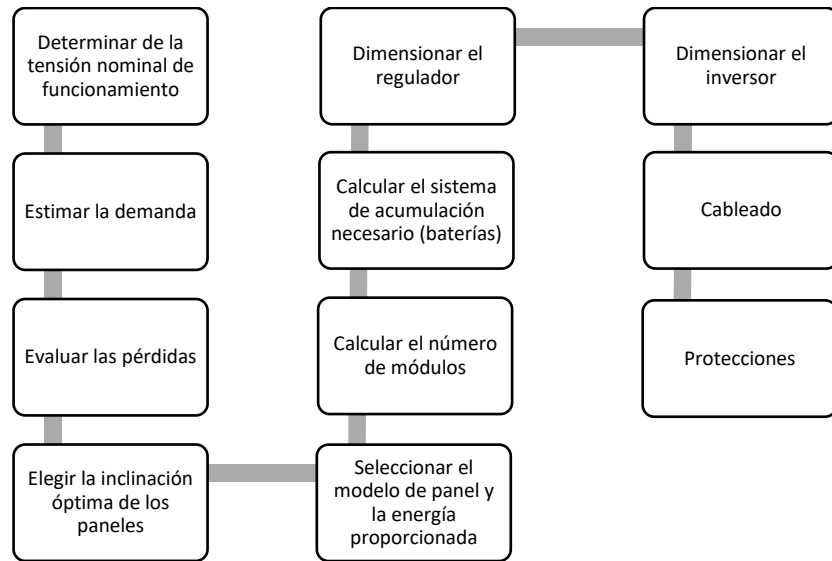 Determinar de la
tensión nominal de
funcionamiento
Estimar la demanda
Evaluar las pérdidas
Elegir la inclinación
óptima de los
paneles
Seleccionar el
modelo de panel y
la energía
proporcionada
Calcular el número
de módulos
Calcular el sistema
de acumulación
necesario (baterías)
Dimensionar el
regulador
Dimensionar el
inversor
Cableado
Protecciones